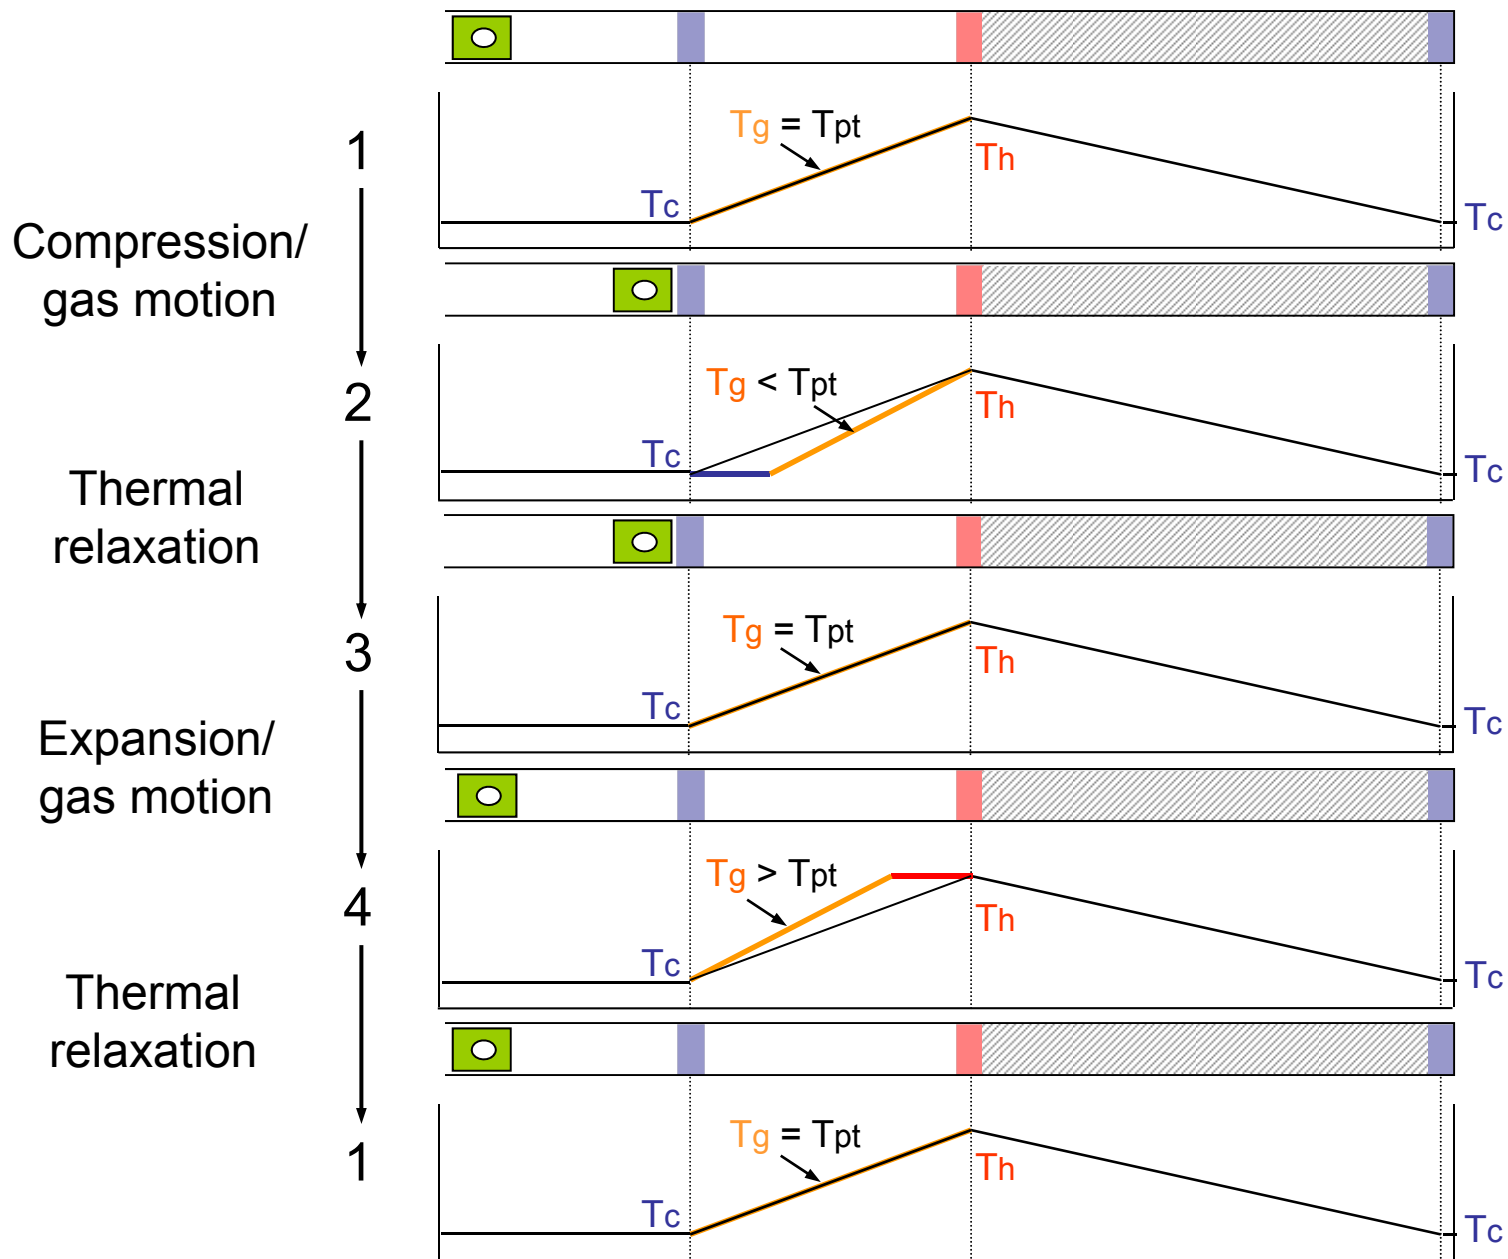 Tg = Tpt
1
Th
Tc
Tc
Compression/
gas motion
Tg < Tpt
2
Th
Tc
Tc
Thermal
relaxation
Tg = Tpt
3
Th
Tc
Tc
Expansion/
gas motion
Tg > Tpt
4
Th
Tc
Tc
Thermal
relaxation
Tg = Tpt
1
Th
Tc
Tc